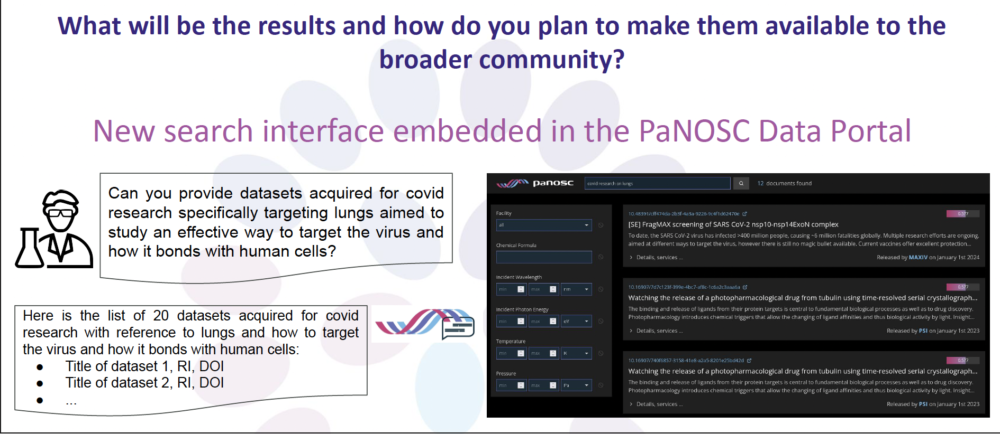 What will be the results and how do you plan to make them available to the
broader community?
New search interface embedded in the PaNOSC Data Portal
Can you provide datasets acquired for covid
research specifically targeting lungs aimed to
study an effective way to target the virus and
how it bonds with human cells?
Here is the list of 20 datasets acquired for covid
research with reference to lungs and how to target
the virus and how it bonds with human cells:
● Title of dataset 1, RI, DOI
● Title of dataset 2, RI, DOI
● ...
panosc
covid research on lungs
12 documents found
Facility
all
Chemical Formula
Incident Wavelength
min max nm
Incident Photon Energy
min max eV
Temperature
min max K
Pressure
min max Pa
10.48391/cff474da-2b3f-4a3a-9226-9c4f1d62470e
0.577
[SE] FragMAX screening of SARS CoV-2 nsp10-nsp14ExoN complex
To date, the SARS CoV-2 virus has infected >400 million people, causing ~6 million fatalities globally. Multiple research efforts are ongoing,
aimed at different ways to target the virus, however there is still no magic bullet available. Current vaccines offer excellent protection...
> Details, services ...
Released by MAXIV on January 1st 2024
10.16907/7d7c123f-399e-4bc7-af8c-1c6a2c3aaa6a
0.577
Watching the release of a photopharmacological drug from tubulin using time-resolved serial crystallograph...
The binding and release of ligands from their protein targets is central to fundamental biological processes as well as to drug discovery.
Photopharmacology introduces chemical triggers that allow the changing of ligand affinities and thus biological activity by light. Insight...
> Details, services ...
Released by PSI on January 1st 2023
10.16907/740f6857-3158-41e8-a2a5-8201e25bd42d
0.577
Watching the release of a photopharmacological drug from tubulin using time-resolved serial crystallograph...
The binding and release of ligands from their protein targets is central to fundamental biological processes as well as to drug discovery.
Photopharmacology introduces chemical triggers that allow the changing of ligand affinities and thus biological activity by light. Insight...
> Details, services ...
Released by PSI on January 1st 2023